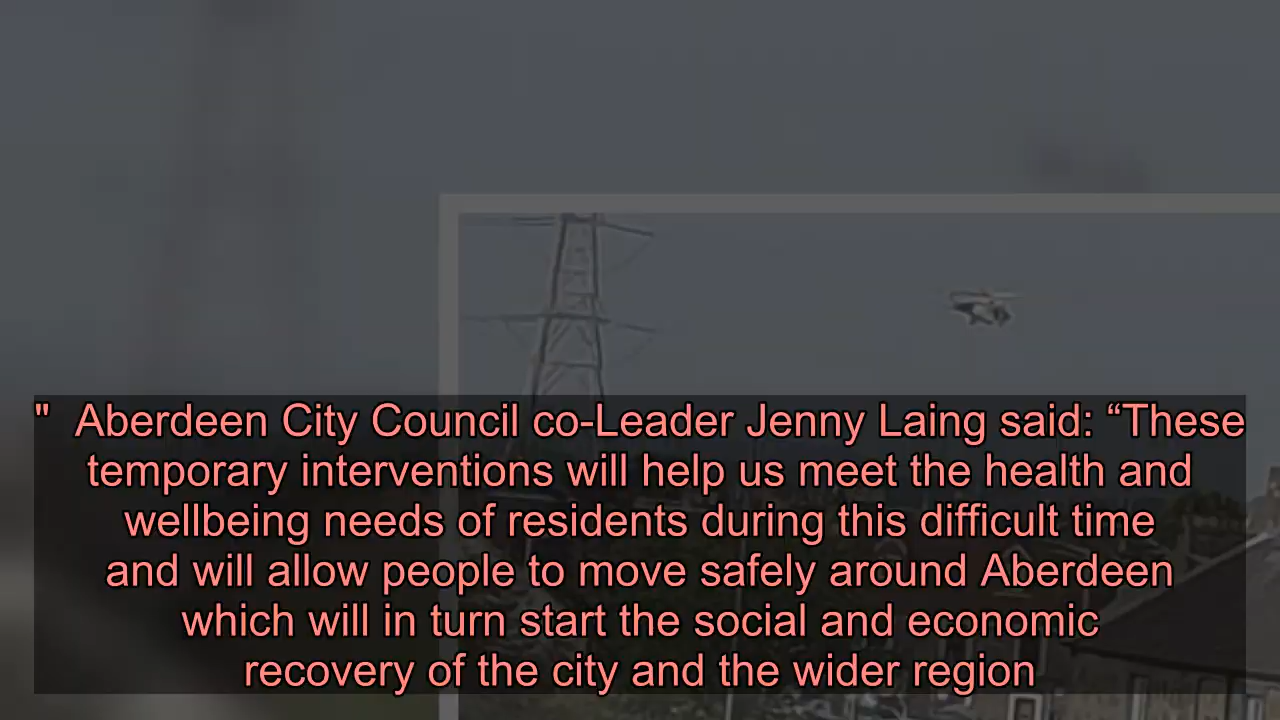 "  Aberdeen City Council co-Leader Jenny Laing said: “These
temporary interventions will help us meet the health and
wellbeing needs of residents during this difficult time
and will allow people to move safely around Aberdeen
which will in turn start the social and economic
recovery of the city and the wider region